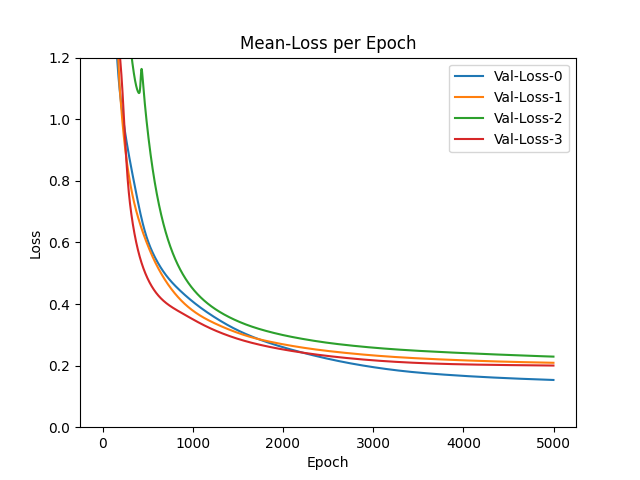 Mean-Loss per Epoch
1.2
1.0
0.8
0.6
0.4
0.2
0.0
Loss
Val-Loss-0
Val-Loss-1
Val-Loss-2
Val-Loss-3
0 1000 2000 3000 4000 5000
Epoch